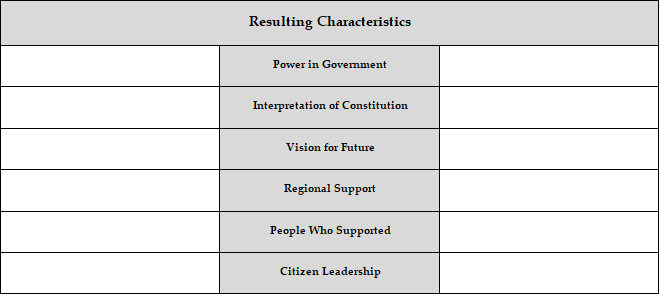 Resulting Characteristics
Power in Government
Interpretation of Constitution
Vision for Future
Regional Support
People Who Supported
Citizen Leadership